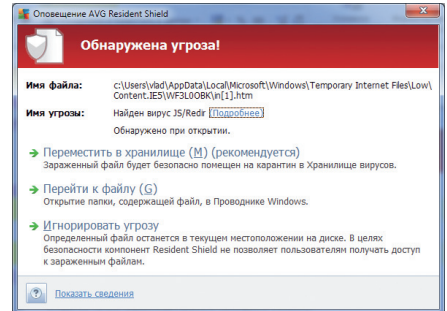 Оповещение AVG Resident Shield
Обнаружена угроза!
Имя файла: c:\Users\vlad\AppData\Local\Microsoft\Windows\Temporary Internet Files\Low\
Content.IE5\WF3L0OBK\in[1].htm
Имя угрозы: Найден вирус JS/Redir (Подробнее)
Обнаружено при открытии.
Переместить в хранилище (M) (рекомендуется)
Зараженный файл будет безопасно помещен на карантин в Хранилище вирусов.
Перейти к файлу (G)
Открытие папки, содержащей файл, в Проводнике Windows.
Игнорировать угрозу
Определенный файл останется в текущем местоположении на диске. В целях
безопасности компонент Resident Shield не позволяет пользователям получать доступ
к зараженным файлам.
Показать сведения